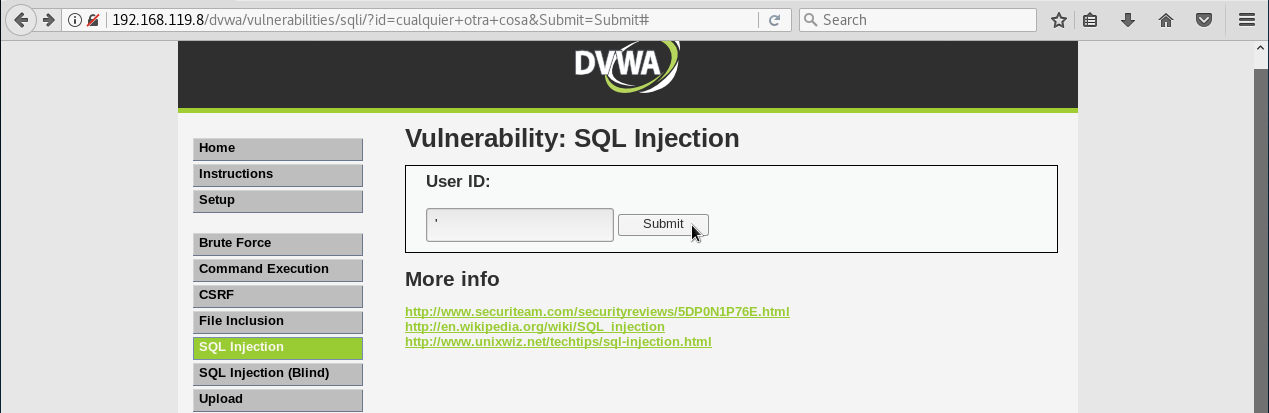 192.168.119.8/dvwa/vulnerabilities/sqli/?id=cualquier+otra+cosa&Submit=Submit#
Search
DVWA
Home
Instructions
Setup
Brute Force
Command Execution
CSRF
File Inclusion
SQL Injection
SQL Injection (Blind)
Upload
Vulnerability: SQL Injection
User ID:
'
Submit
More info
http://www.securiteam.com/securityreviews/5DP0N1P76E.html
http://en.wikipedia.org/wiki/SQL_injection
http://www.unixwiz.net/techtips/sql-injection.html